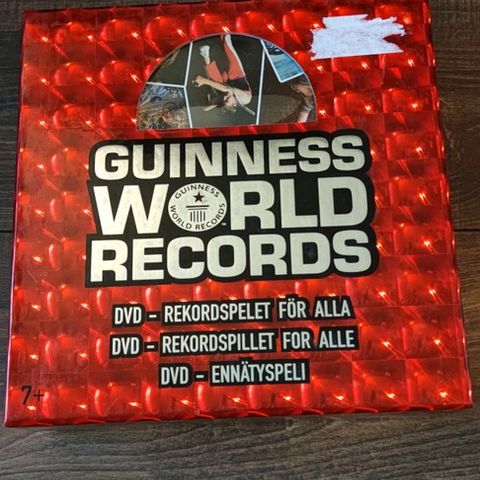 GUINNESS
WORLD
RECORDS
GUINNESS
WORLD RECORDS
DVD - REKORDSPELET FÖR ALLA
DVD - REKORDSPILLET FOR ALLE
DVD - ENNÄTYSPELI
7+